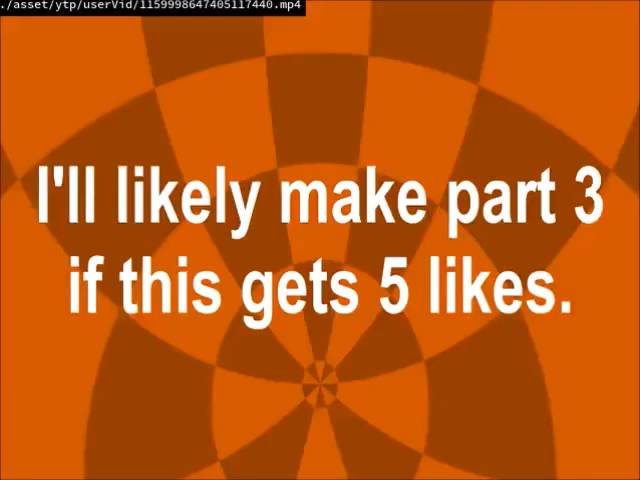 ./asset/ytp/userVid/1159998647405117440.mp4
I'll likely make part 3
if this gets 5 likes.